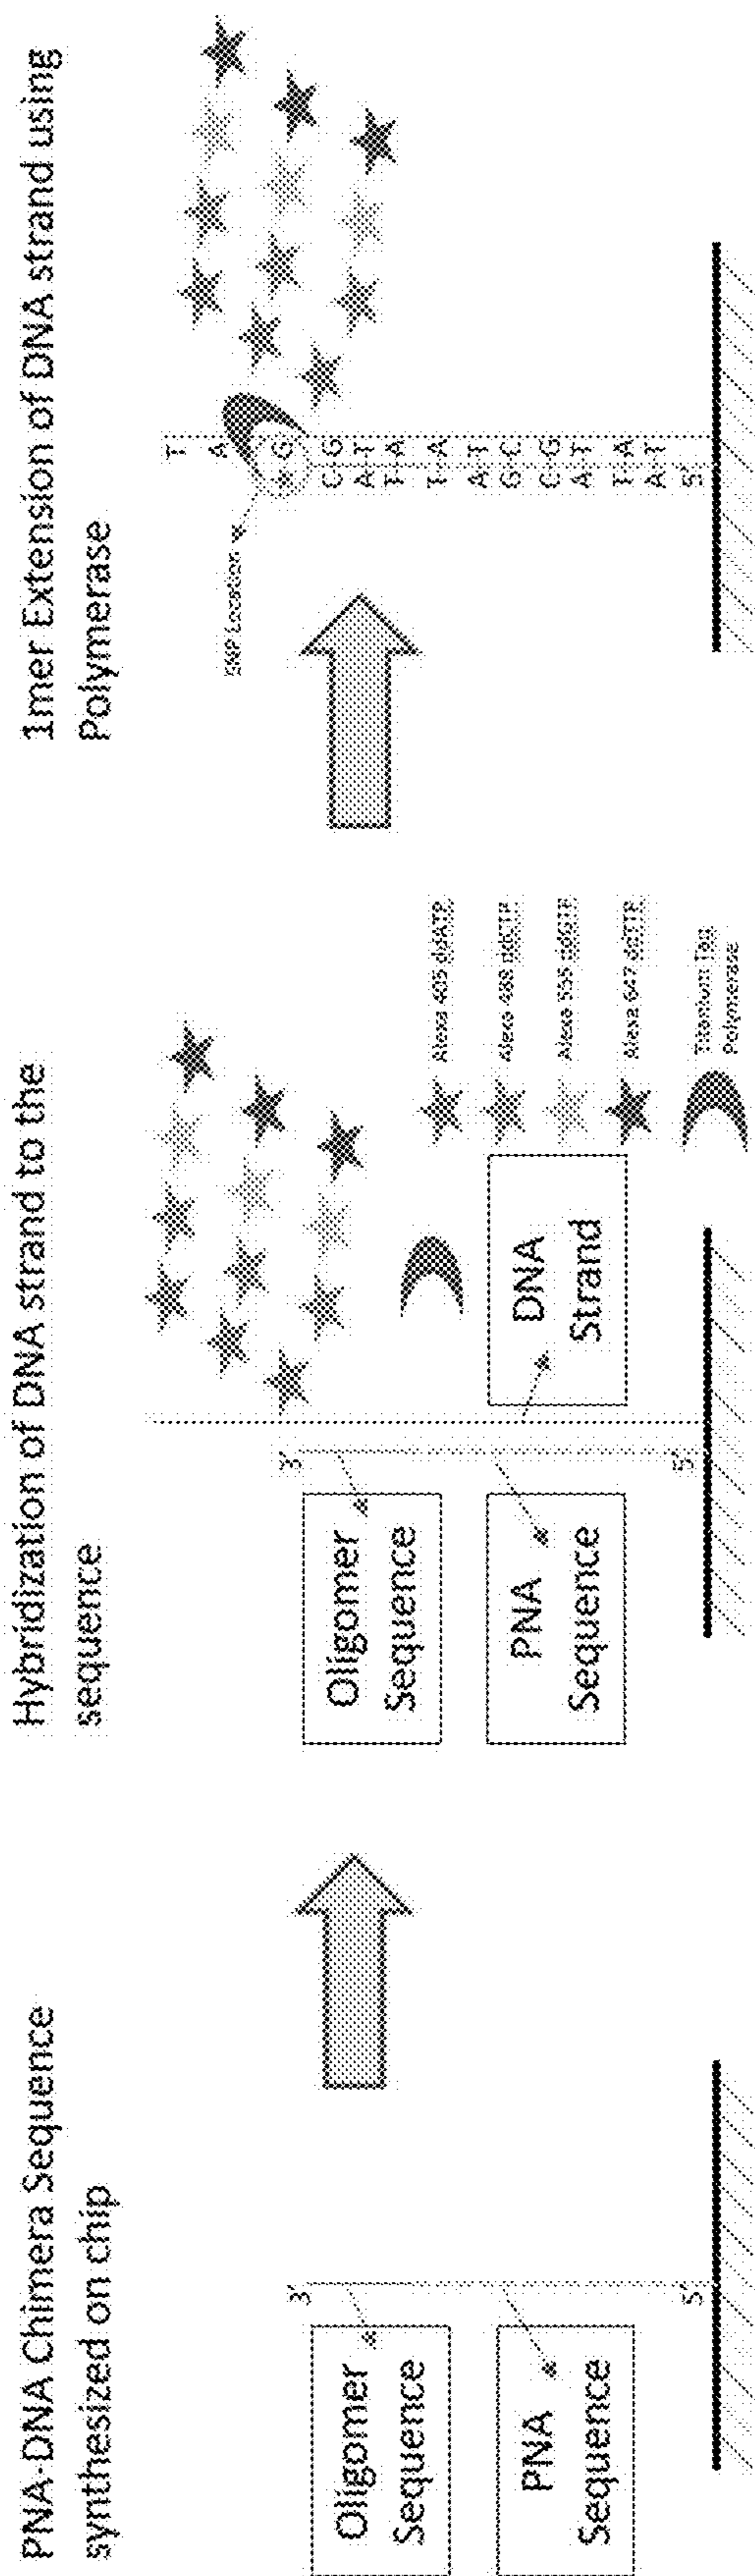 PNA-DNA Chimera Sequence
synthesized on chip
3'
Oligomer
Sequence
PNA
Sequence
5'
Hybridization of DNA strand to the
sequence
3'
Oligomer
Sequence
PNA
Sequence
5'
DNA
Strand
Alexa 405 ddATP
Alexa 488 ddCTP
Alexa 555 ddGTP
Alexa 647 ddTTP
Titanium Taq
Polymerase
1mer Extension of DNA strand using
Polymerase
SNP Location
T
A
* G
C-G
A-T
T-A
T-A
A-T
G-C
C-G
A-T
T-A
A-T
5'